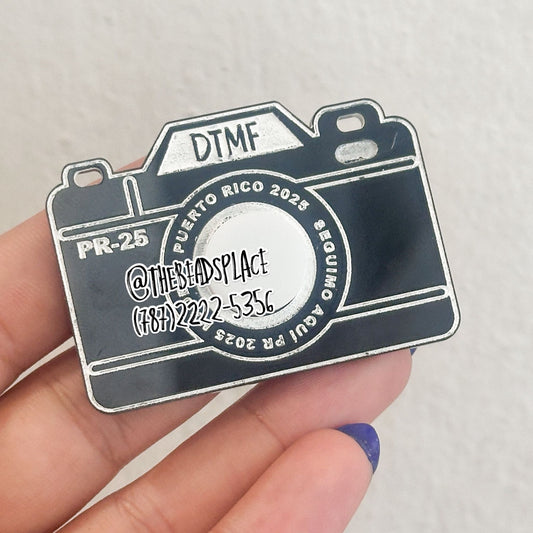 DTMF
PUERTO RICO 2025
SEGUIMO AQUÍ PR 2025
PR-25
@THEBEADSPLACE
(787)2222-5356